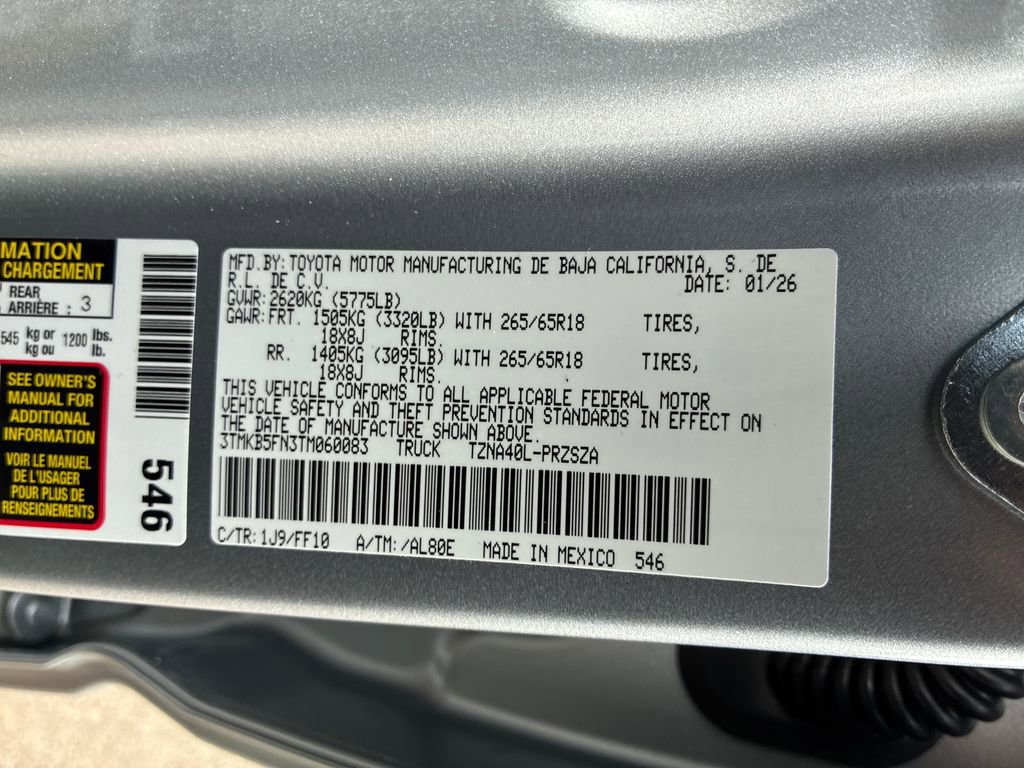 MATION
CHARGEMENT
REAR
ARRIÈRE : 3
545 kg or 1200 lbs.
kg ou lb.
SEE OWNER'S
MANUAL FOR
ADDITIONAL
INFORMATION
VOIR LE MANUEL
DE L'USAGER
POUR PLUS DE
RENSEIGNEMENTS
546
MFD.BY:TOYOTA MOTOR MANUFACTURING DE BAJA CALIFORNIA, S. DE
R.L. DE C.V. DATE: 01/26
GVWR:2620KG (5775LB)
GAWR:FRT. 1505KG (3320LB) WITH 265/65R18 TIRES,
18X8J RIMS.
RR. 1405KG (3095LB) WITH 265/65R18 TIRES,
18X8J RIMS.
THIS VEHICLE CONFORMS TO ALL APPLICABLE FEDERAL MOTOR
VEHICLE SAFETY AND THEFT PREVENTION STANDARDS IN EFFECT ON
THE DATE OF MANUFACTURE SHOWN ABOVE.
3TMKB5FN3TM060083 TRUCK TZNA40L-PRZSZA
C/TR:1J9/FF10 A/TM:/AL80E MADE IN MEXICO 546